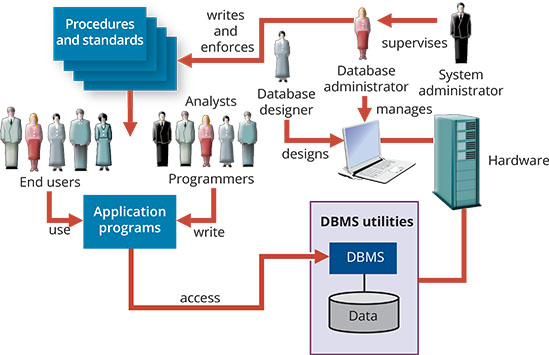 Procedures
and standards
writes
and
enforces
supervises
Database
designer
Database
administrator
System
administrator
manages
designs
Hardware
Analysts
End users
Programmers
use
Application
programs
write
access
DBMS utilities
DBMS
Data